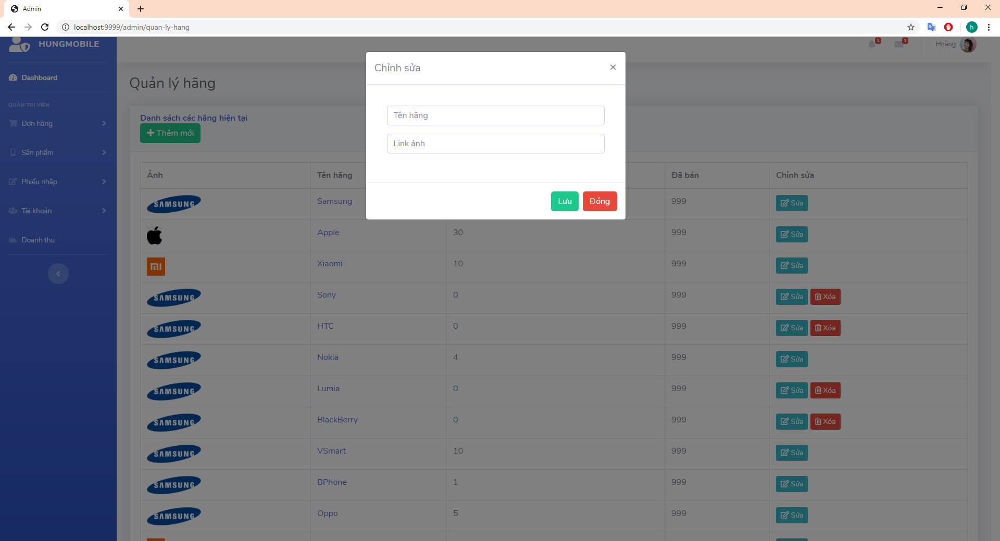 Admin
localhost:9999/admin/quan-ly-hang
h
HUNGMOBILE
1
3
Hoàng
Dashboard
QUẢN TRỊ VIÊN
Đơn hàng
Sản phẩm
Phiếu nhập
Tài khoản
Doanh thu
Quản lý hãng
Danh sách các hãng hiện tại
Thêm mới
Chỉnh sửa
×
Tên hãng
Link ảnh
Lưu Đóng
Ảnh Tên hãng Đã bán Chỉnh sửa
SAMSUNG Samsung 999 Sửa
Apple 30 999 Sửa
MI Xiaomi 10 999 Sửa
SAMSUNG Sony 0 999 Sửa Xóa
SAMSUNG HTC 0 999 Sửa Xóa
SAMSUNG Nokia 4 999 Sửa
SAMSUNG Lumia 0 999 Sửa Xóa
SAMSUNG BlackBerry 0 999 Sửa Xóa
SAMSUNG VSmart 10 999 Sửa
SAMSUNG BPhone 1 999 Sửa
SAMSUNG Oppo 5 999 Sửa